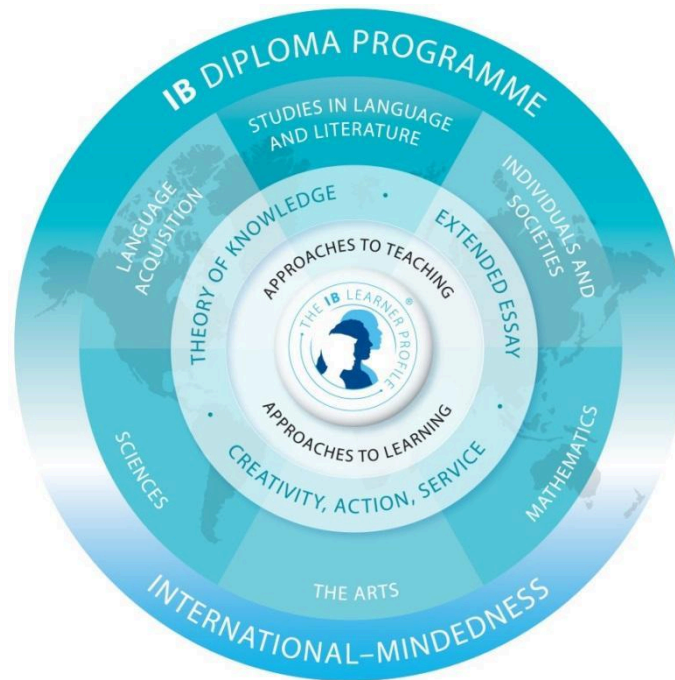 IB DIPLOMA PROGRAMME
STUDIES IN LANGUAGE
AND LITERATURE
LANGUAGE
ACQUISITION
INDIVIDUALS AND
SOCIETIES
THEORY OF KNOWLEDGE
EXTENDED ESSAY
APPROACHES TO TEACHING
THE IB LEARNER PROFILE ®
APPROACHES TO LEARNING
CREATIVITY, ACTION, SERVICE
SCIENCES
MATHEMATICS
THE ARTS
INTERNATIONAL–MINDEDNESS